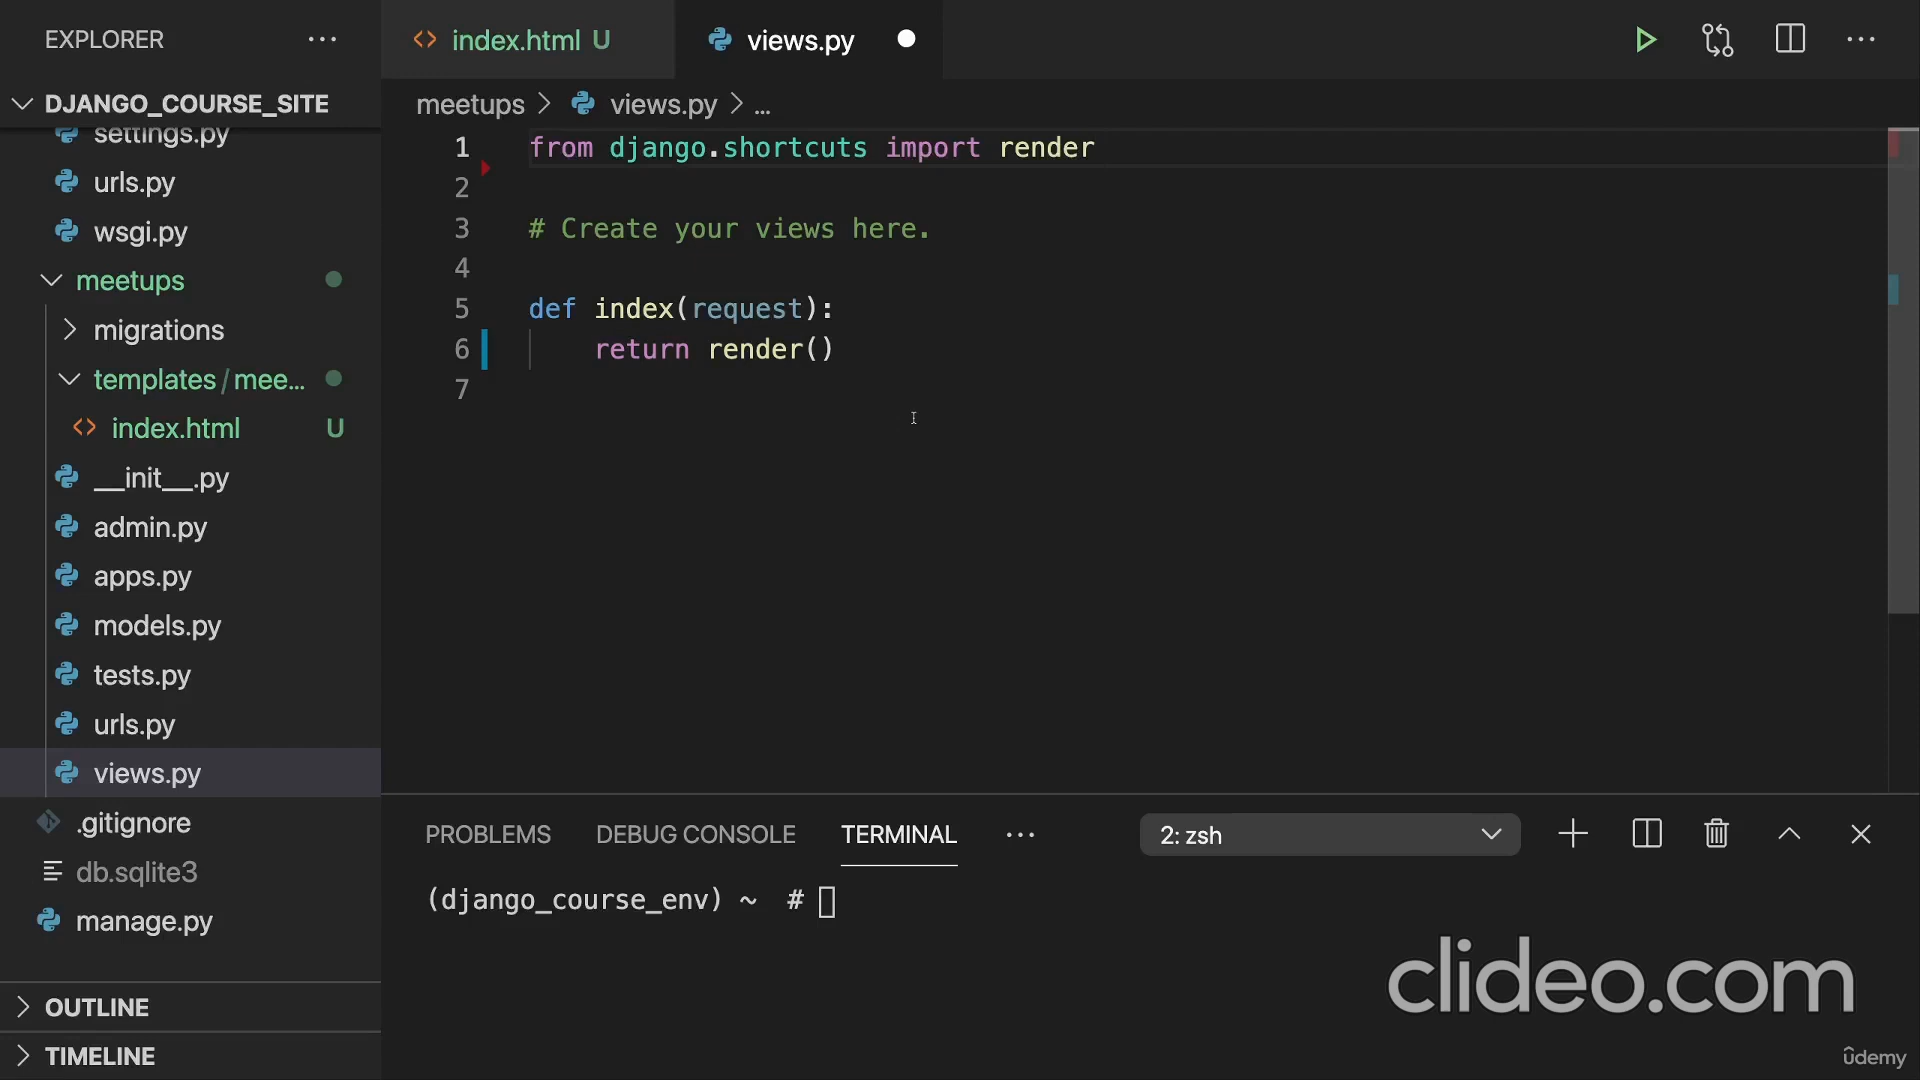 EXPLORER ...
index.html U
views.py
DJANGO_COURSE_SITE
meetups > views.py > ...
settings.py
urls.py
wsgi.py
meetups
migrations
templates/mee...
index.html U
__init__.py
admin.py
apps.py
models.py
tests.py
urls.py
views.py
.gitignore
db.sqlite3
manage.py
OUTLINE
TIMELINE
1 from django.shortcuts import render
2
3 # Create your views here.
4
5 def index(request):
6 return render()
7
PROBLEMS DEBUG CONSOLE TERMINAL ... 2: zsh
(django_course_env) ~ #
clideo.com
ûdemy